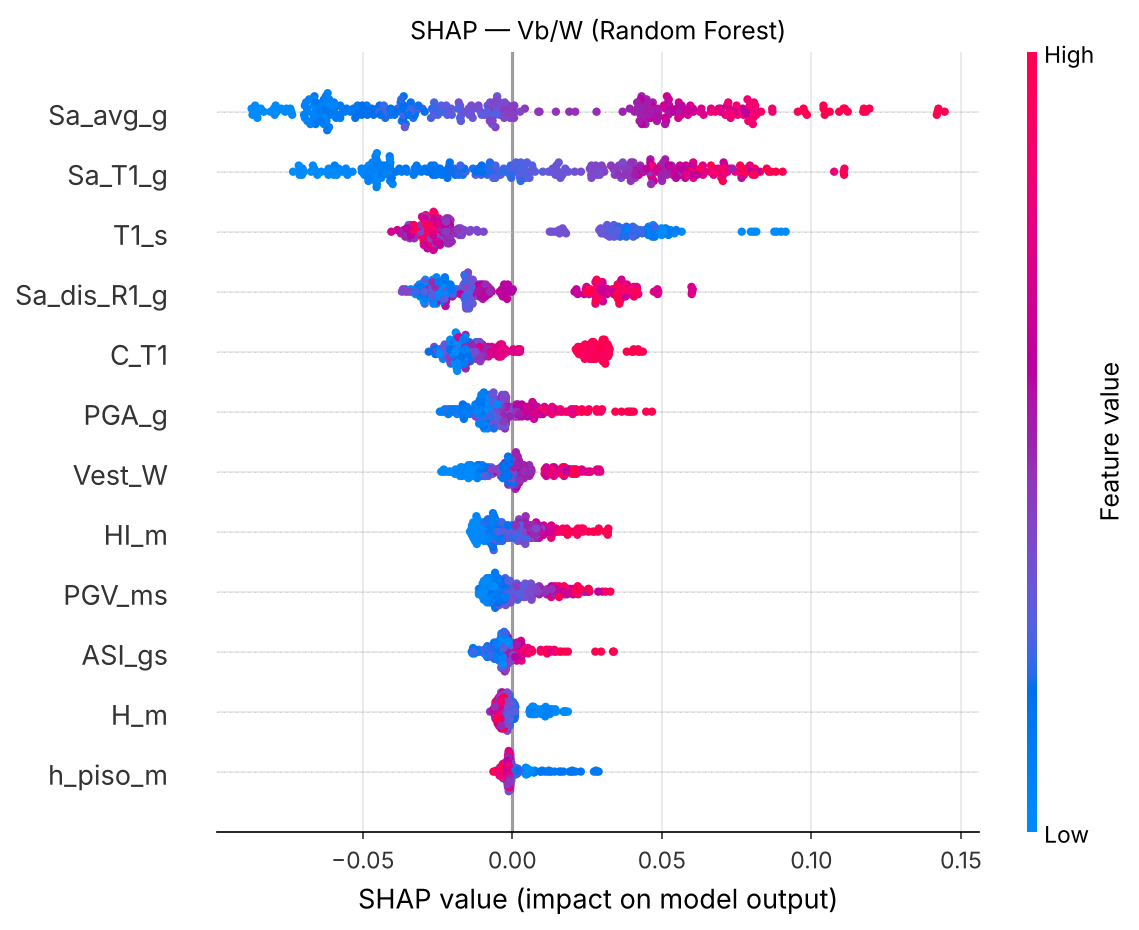 SHAP — Vb/W (Random Forest)
High
Sa_avg_g
Sa_T1_g
T1_s
Sa_dis_R1_g
C_T1
PGA_g
Vest_W
HI_m
PGV_ms
ASI_gs
H_m
h_piso_m
Feature value
Low
−0.05 0.00 0.05 0.10 0.15
SHAP value (impact on model output)